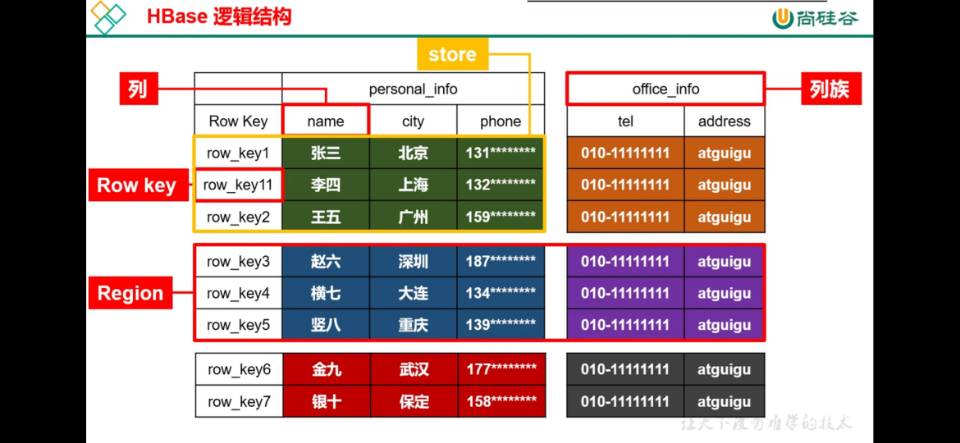 HBase 逻辑结构
尚硅谷
store
列
personal_info
office_info
列族
Row Key name city phone tel address
row_key1 张三 北京 131******** 010-11111111 atguigu
Row key
row_key11 李四 上海 132******** 010-11111111 atguigu
row_key2 王五 广州 159******** 010-11111111 atguigu
row_key3 赵六 深圳 187******** 010-11111111 atguigu
Region
row_key4 横七 大连 134******** 010-11111111 atguigu
row_key5 竖八 重庆 139******** 010-11111111 atguigu
row_key6 金九 武汉 177******** 010-11111111 atguigu
row_key7 银十 保定 158******** 010-11111111 atguigu
让天下没有难学的技术